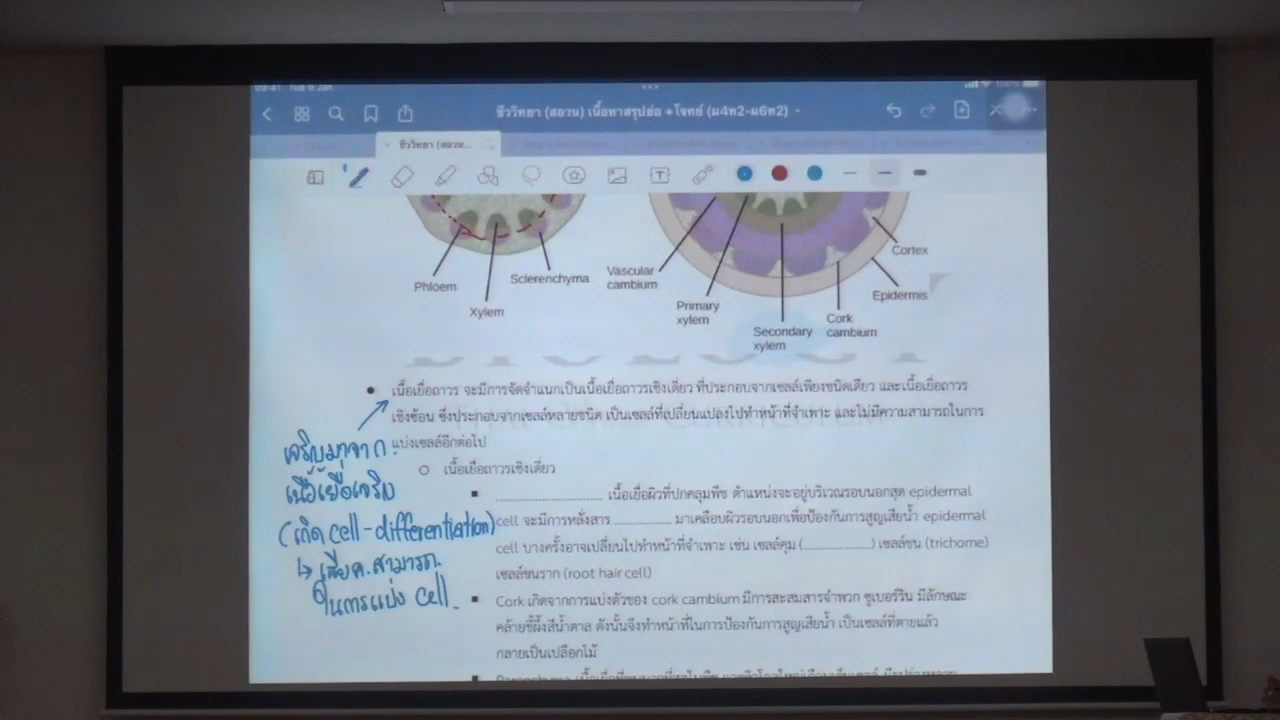 09:41 Tue 9 Jan
100%
ชีววิทยา (สอวน) เนื้อหาสรุปย่อ +โจทย์ (ม4ท2-ม6ท2)
ชีววิทยา (สอวน...
Phloem
Xylem
Sclerenchyma
Vascular
cambium
Primary
xylem
Secondary
xylem
Cork
cambium
Epidermis
Cortex
BIOLOGY
เนื้อเยื่อถาวร จะมีการจัดจำแนกเป็นเนื้อเยื่อถาวรเชิงเดี่ยว ที่ประกอบจากเซลล์เพียงชนิดเดียว และเนื้อเยื่อถาวร
เชิงซ้อน ซึ่งประกอบจากเซลล์หลายชนิด เป็นเซลล์ที่เปลี่ยนแปลงไปทำหน้าที่จำเพาะ และไม่มีความสามารถในการ
แบ่งเซลล์อีกต่อไป
เจริญมาจาก
เนื้อเยื่อเจริญ
(เกิด cell-differentiation)
↳ เสีย ค.สามารถ
ในการแบ่ง cell.
เนื้อเยื่อถาวรเชิงเดี่ยว
................................ เนื้อเยื่อผิวที่ปกคลุมพืช ตำแหน่งจะอยู่บริเวณรอบนอกสุด epidermal
cell จะมีการหลั่งสาร ................. มาเคลือบผิวรอบนอกเพื่อป้องกันการสูญเสียน้ำ epidermal
cell บางครั้งอาจเปลี่ยนไปทำหน้าที่จำเพาะ เช่น เซลล์คุม (....................) เซลล์ขน (trichome)
เซลล์ขนราก (root hair cell)
Cork เกิดจากการแบ่งตัวของ cork cambium มีการสะสมสารจำพวก ซูเบอร์ริน มีลักษณะ
คล้ายขี้ผึ้งสีน้ำตาล ดังนั้นจึงทำหน้าที่ในการป้องกันการสูญเสียน้ำ เป็นเซลล์ที่ตายแล้ว
กลายเป็นเปลือกไม้